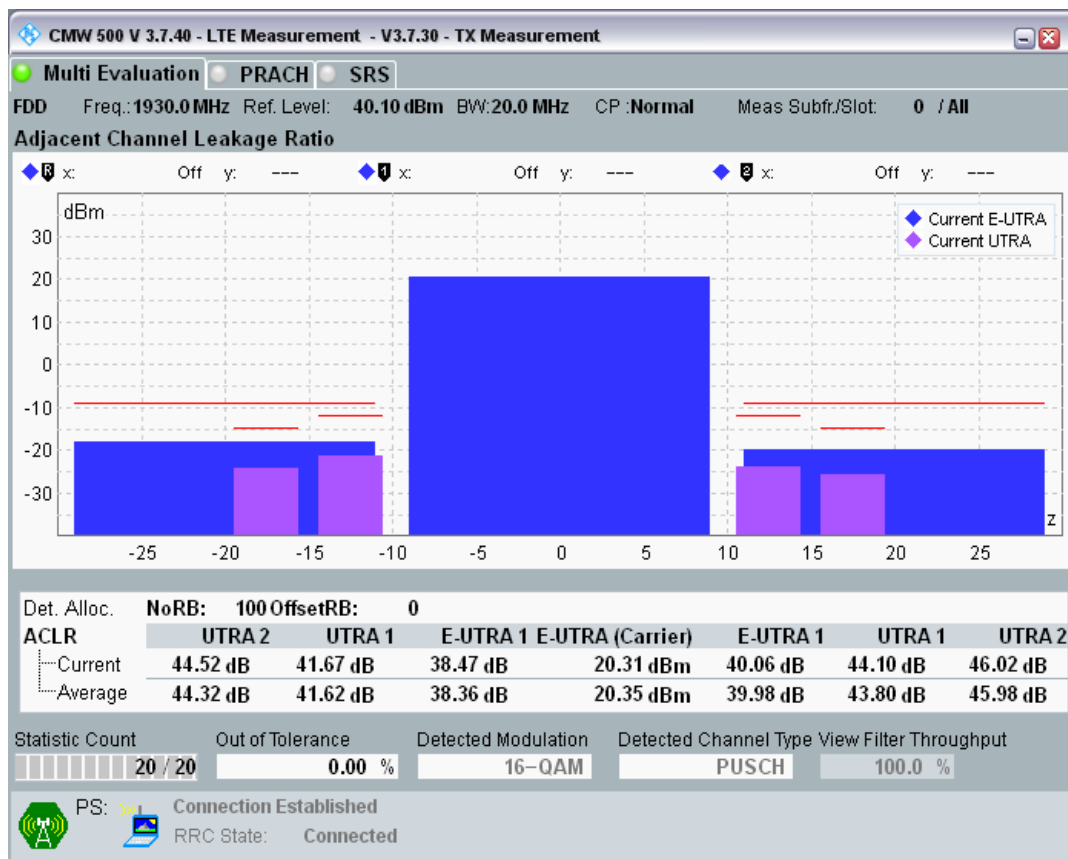 CMW 500 V 3.7.40 - LTE Measurement - V3.7.30 - TX Measurement
Multi Evaluation PRACH SRS
FDD Freq.:1930.0 MHz Ref. Level: 40.10 dBm BW:20.0 MHz CP :Normal Meas Subfr./Slot: 0 / All
Adjacent Channel Leakage Ratio
R x: Off y: --- 1 x: Off y: --- 2 x: Off y: ---
dBm
Current E-UTRA
Current UTRA
30
20
10
0
-10
-20
-30
z
-25 -20 -15 -10 -5 0 5 10 15 20 25
Det. Alloc. NoRB: 100 OffsetRB: 0
ACLR UTRA 2 UTRA 1 E-UTRA 1 E-UTRA (Carrier) E-UTRA 1 UTRA 1 UTRA 2
Current 44.52 dB 41.67 dB 38.47 dB 20.31 dBm 40.06 dB 44.10 dB 46.02 dB
Average 44.32 dB 41.62 dB 38.36 dB 20.35 dBm 39.98 dB 43.80 dB 45.98 dB
Statistic Count Out of Tolerance Detected Modulation Detected Channel Type View Filter Throughput
20 / 20 0.00 % 16-QAM PUSCH 100.0 %
PS: Connection Established
RRC State: Connected